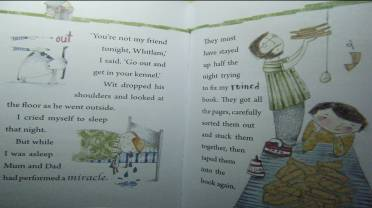 out
'You're not my friend
tonight, Whitlam,'
I said. 'Go out and
get in your kennel.'
Wit dropped his
shoulders and looked at
the floor as he went outside.
I cried myself to sleep
that night.
But while
I was asleep
Mum and Dad
had performed a miracle.
They must
have stayed
up half the
night trying
to fix my ruined
book. They got all
the pages, carefully
sorted them out
and stuck them
together, then
taped them
into the
book again,